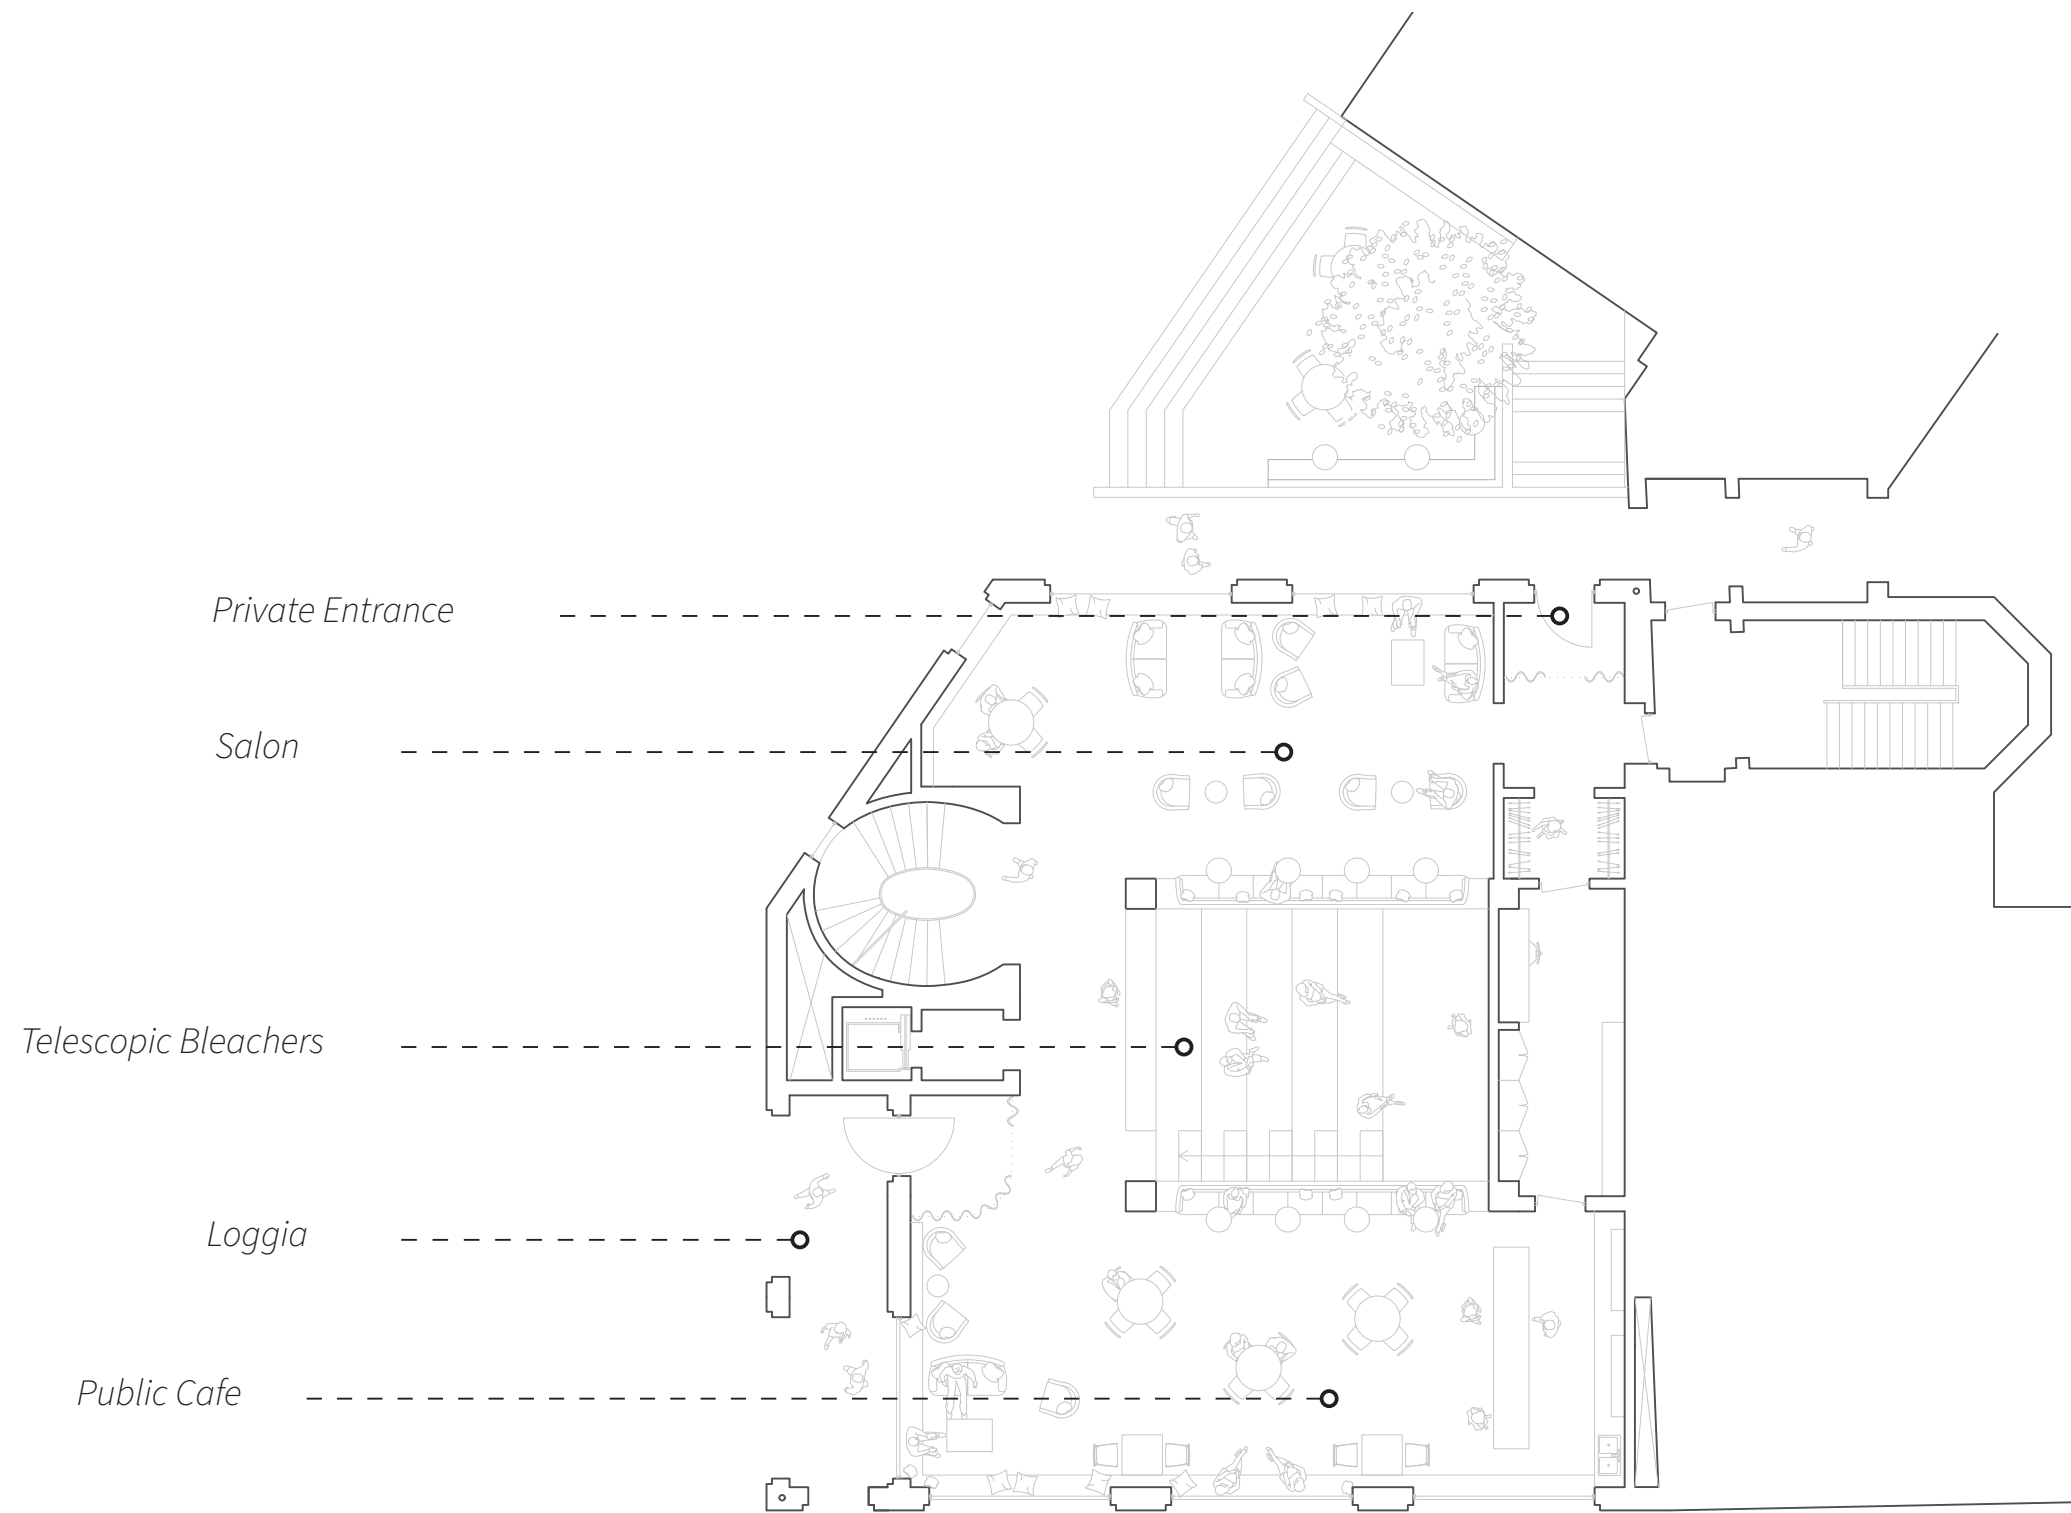 Private Entrance
Salon
Telescopic Bleachers
Loggia
Public Cafe